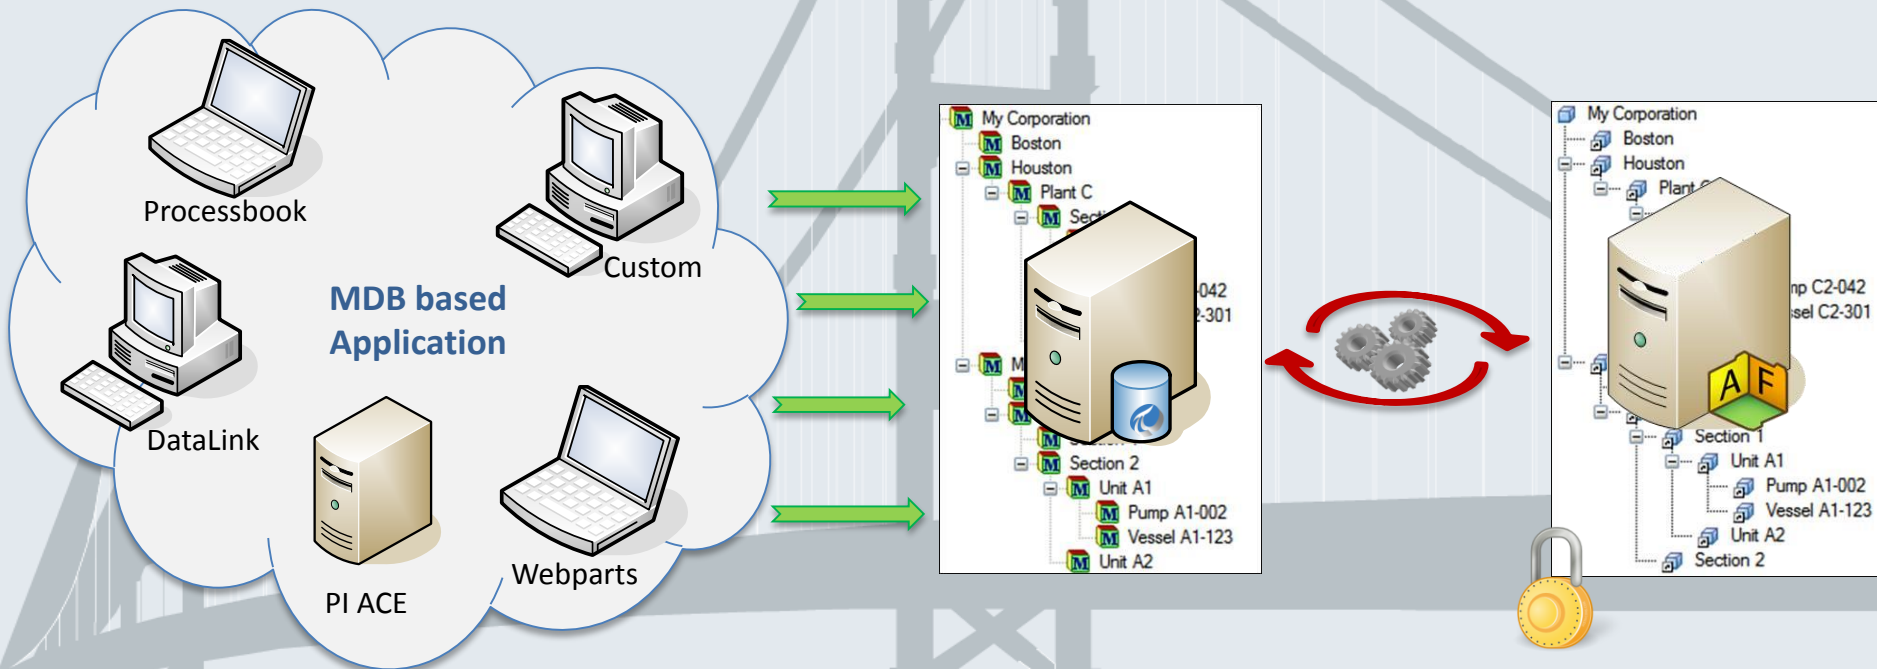 Processbook
Custom
MDB based
Application
DataLink
PI ACE
Webparts
My Corporation
Boston
Houston
Plant C
-042
-301
Section 2
Unit A1
Pump A1-002
Vessel A1-123
Unit A2
My Corporation
Boston
Houston
Plant
C2-042
C2-301
A F
Section 1
Unit A1
Pump A1-002
Vessel A1-123
Unit A2
Section 2